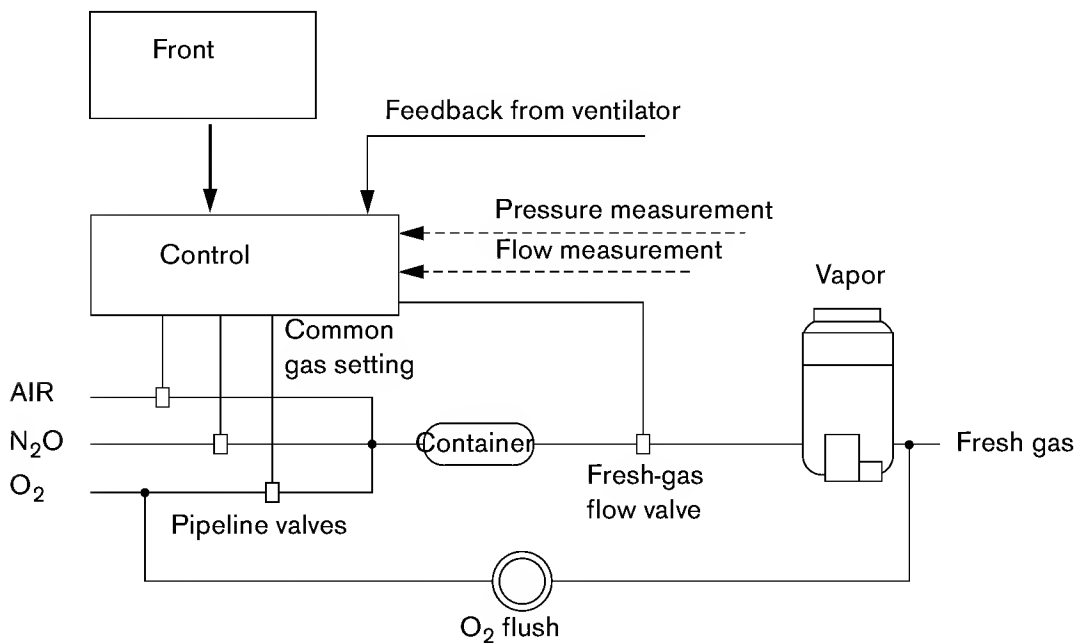 Front
Feedback from ventilator
Pressure measurement
Control
Flow measurement
Vapor
Common
gas setting
AIR
N₂O
Container
Fresh gas
O₂
Fresh-gas
flow valve
Pipeline valves
O₂ flush